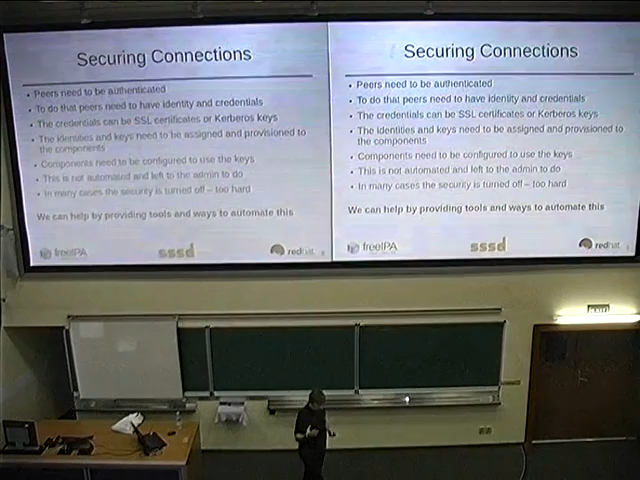 Securing Connections
• Peers need to be authenticated
• To do that peers need to have identity and credentials
• The credentials can be SSL certificates or Kerberos keys
• The identities and keys need to be assigned and provisioned to
the components
• Components need to be configured to use the keys
• This is not automated and left to the admin to do
• In many cases the security is turned off – too hard
We can help by providing tools and ways to automate this
freeIPA
sssd
redhat
Securing Connections
• Peers need to be authenticated
• To do that peers need to have identity and credentials
• The credentials can be SSL certificates or Kerberos keys
• The identities and keys need to be assigned and provisioned to
the components
• Components need to be configured to use the keys
• This is not automated and left to the admin to do
• In many cases the security is turned off – too hard
We can help by providing tools and ways to automate this
freeIPA
sssd
redhat